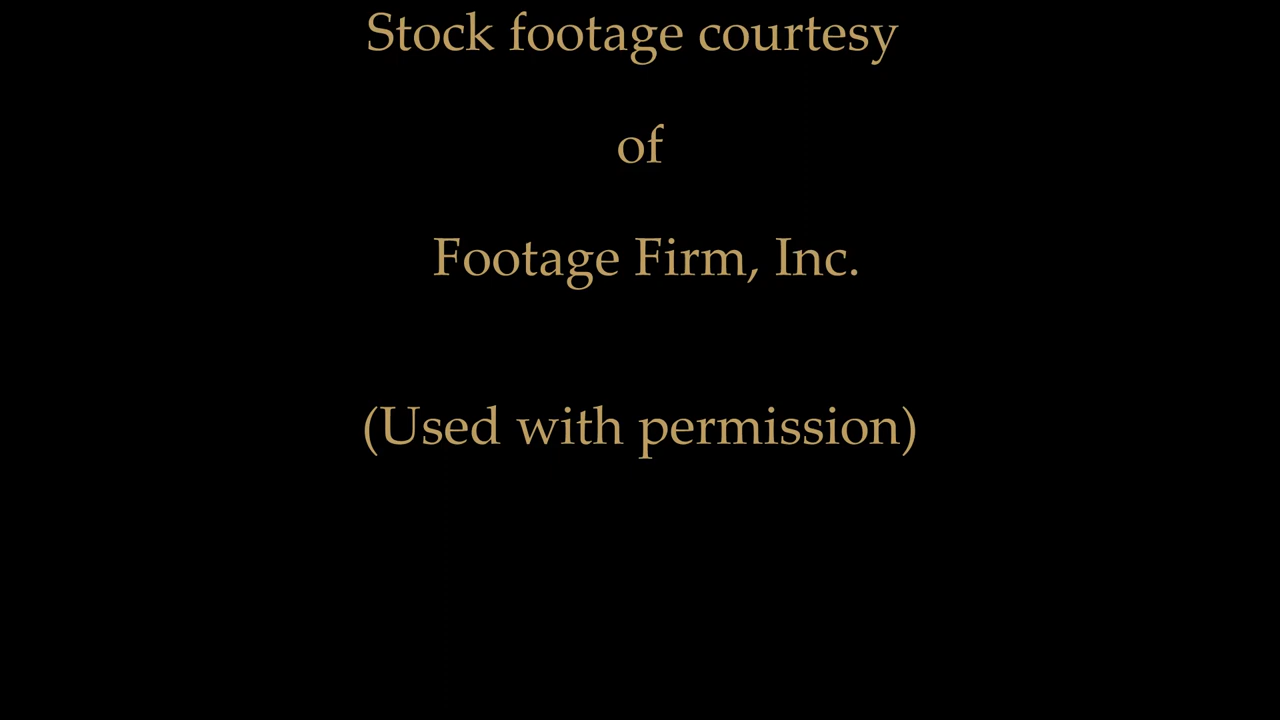 Stock footage courtesy
of
Footage Firm, Inc.
(Used with permission)